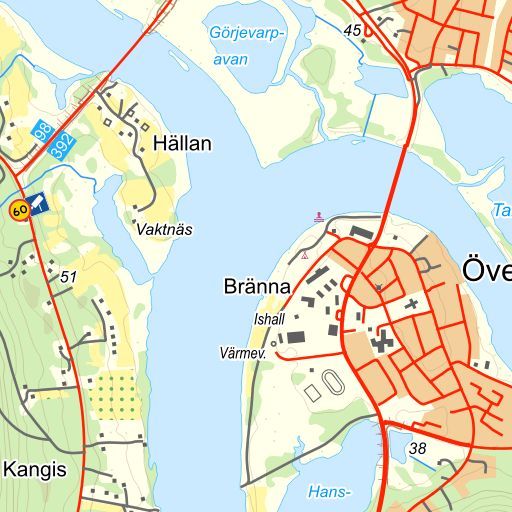 Görjevarp-
avan
45
98
392
Hällan
60
Vaktnäs
Ta
51
Bränna
Öve
Ishall
Värmev.
38
Kangis
Hans-